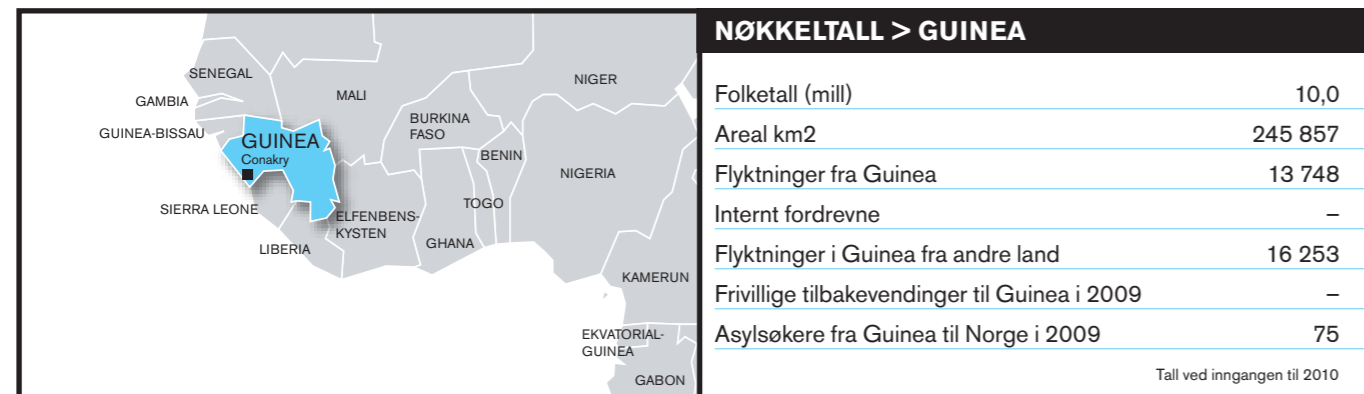 SENEGAL
GAMBIA
GUINEA-BISSAU
GUINEA
Conakry
SIERRA LEONE
LIBERIA
MALI
BURKINA
FASO
NIGER
BENIN
NIGERIA
TOGO
ELFENBENS-
KYSTEN
GHANA
KAMERUN
EKVATORIAL-
GUINEA
GABON
NØKKELTALL > GUINEA
Folketall (mill) 10,0
Areal km2 245 857
Flyktninger fra Guinea 13 748
Internt fordrevne –
Flyktninger i Guinea fra andre land 16 253
Frivillige tilbakevendinger til Guinea i 2009 –
Asylsøkere fra Guinea til Norge i 2009 75
Tall ved inngangen til 2010